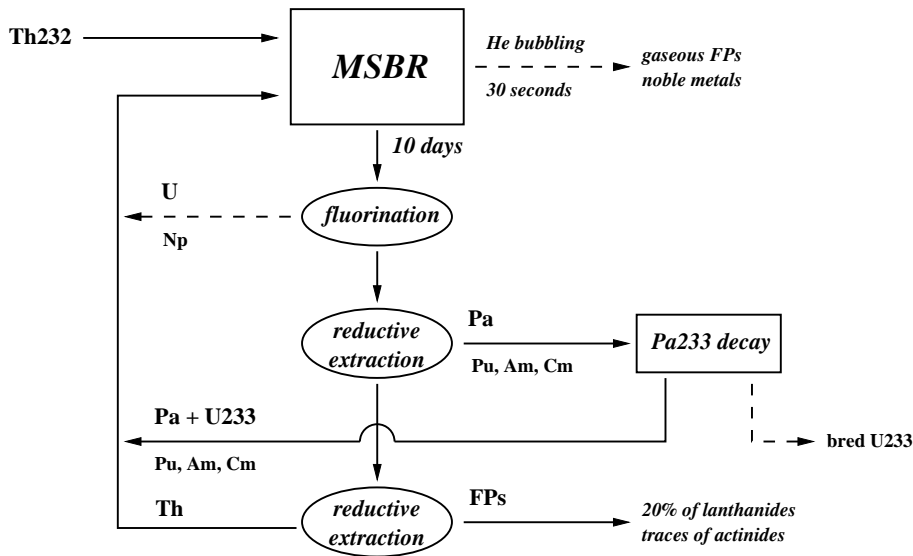 Th232
MSBR
He bubbling
30 seconds
gaseous FPs
noble metals
10 days
U
Np
fluorination
reductive
extraction
Pa
Pu, Am, Cm
Pa233 decay
Pa + U233
Pu, Am, Cm
bred U233
Th
reductive
extraction
FPs
20% of lanthanides
traces of actinides